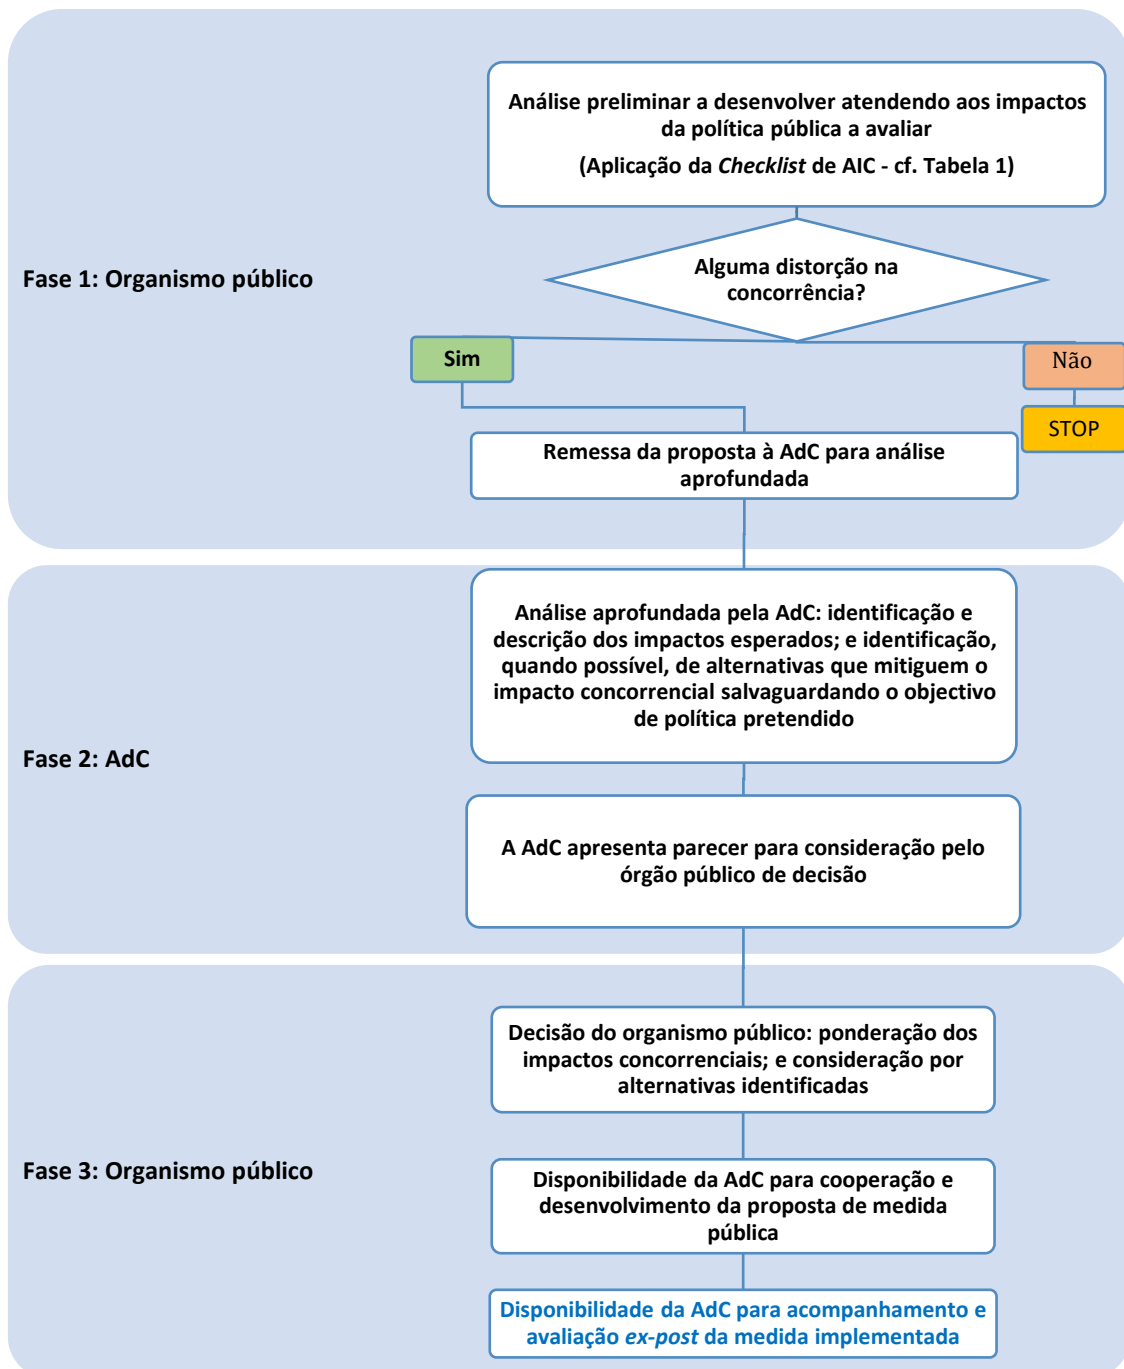 Análise preliminar a desenvolver atendendo aos impactos
da política pública a avaliar
(Aplicação da Checklist de AIC - cf. Tabela 1)
Fase 1: Organismo público
Alguma distorção na
concorrência?
Sim
Não
STOP
Remessa da proposta à AdC para análise
aprofundada
Análise aprofundada pela AdC: identificação e
descrição dos impactos esperados; e identificação,
quando possível, de alternativas que mitiguem o
impacto concorrencial salvaguardando o objectivo
de política pretendido
Fase 2: AdC
A AdC apresenta parecer para consideração pelo
órgão público de decisão
Decisão do organismo público: ponderação dos
impactos concorrenciais; e consideração por
alternativas identificadas
Fase 3: Organismo público
Disponibilidade da AdC para cooperação e
desenvolvimento da proposta de medida
pública
Disponibilidade da AdC para acompanhamento e
avaliação ex-post da medida implementada